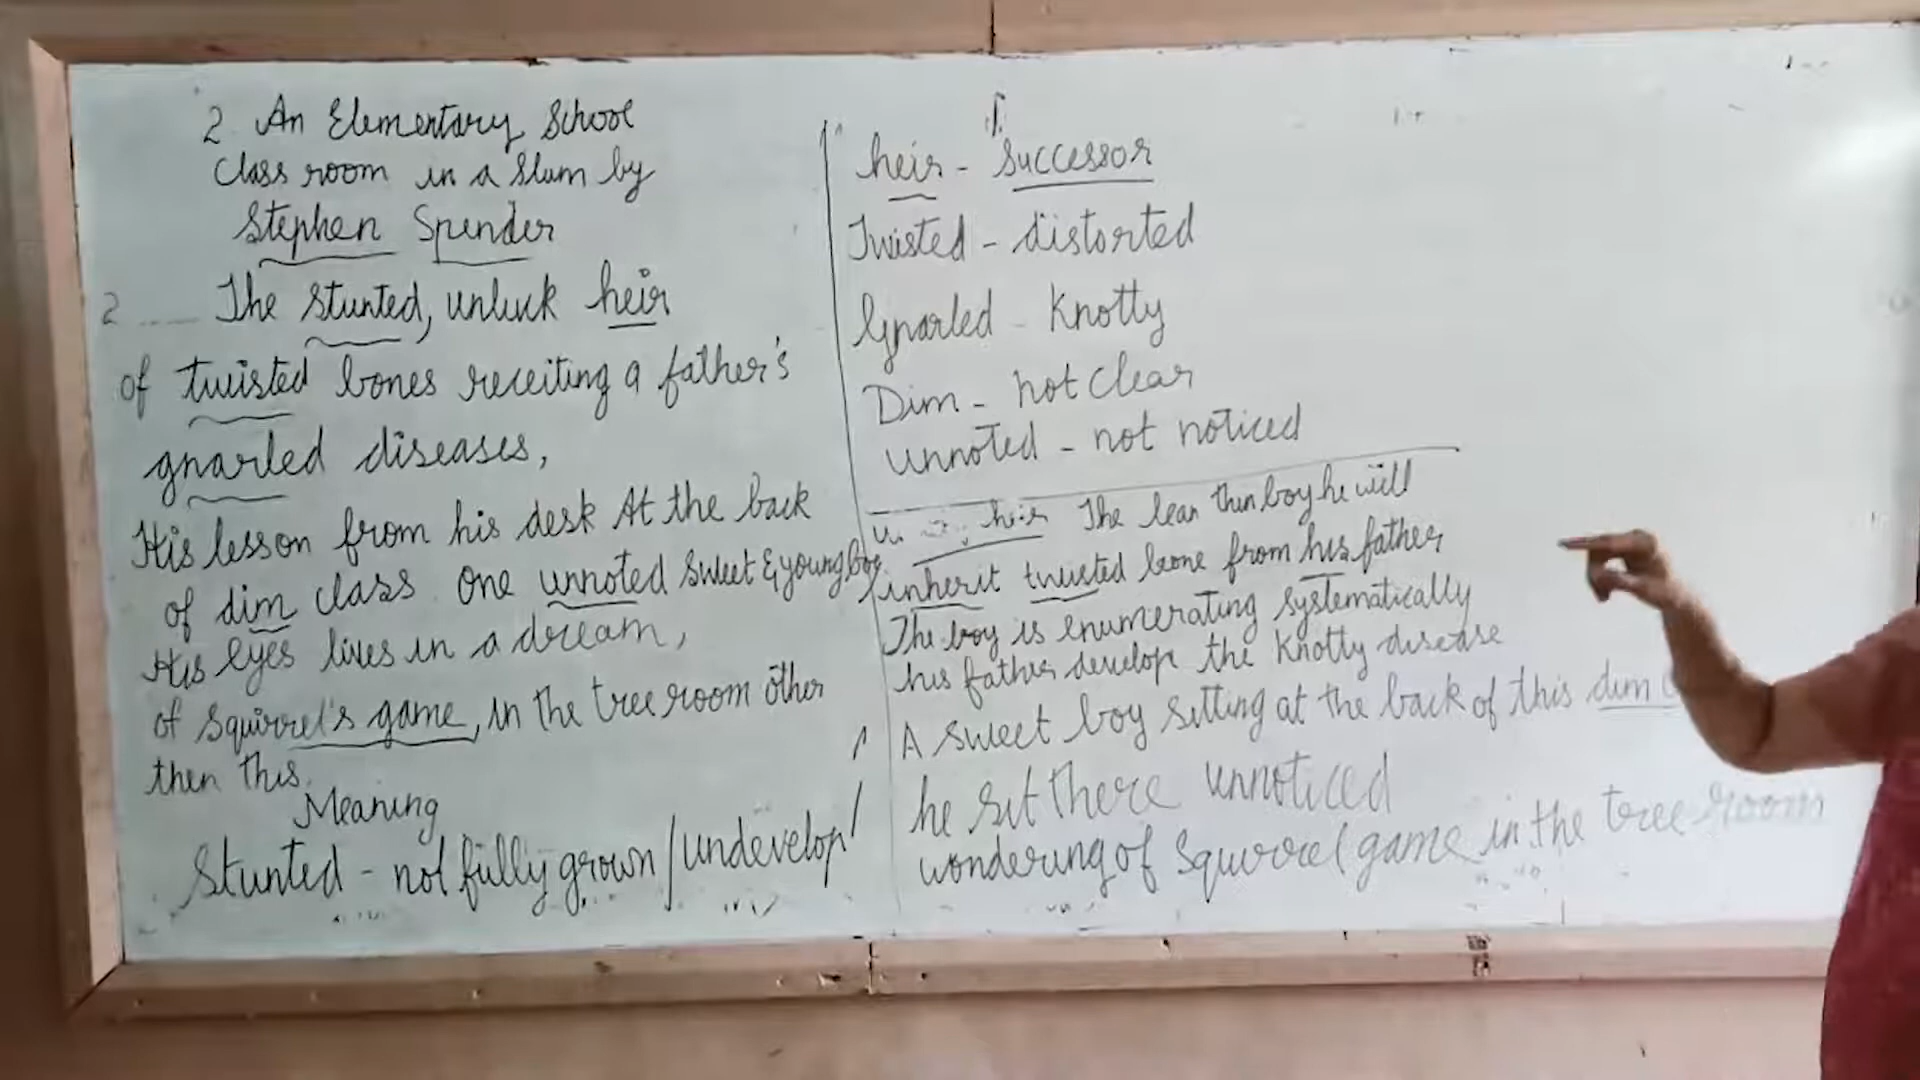 2 An Elementary School
Class room in a Slum by
Stephen Spender
2 ..... The stunted, unluck heir
of twisted bones receiting a father's
gnarled diseases,
His lesson from his desk At the back
of dim class. One unnoted sweet & young boy.
His eyes lives in a dream,
of squirrel's game, in the tree room other
then this.
Meaning
Stunted - not fully grown / undevelop
heir - successor
Twisted - distorted
Gnarled - Knotty
Dim - not clear
unnoted - not noticed
heir The lean thin boy he will
inherit twisted bone from his father
The boy is enumerating systematically
his father develop the Knotty disease
A sweet boy sitting at the back of this dim
he sit there unnoticed
wondering of squirrel game in the tree room